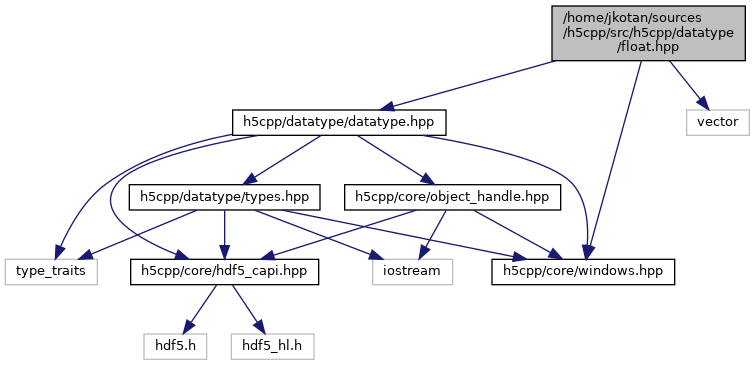 /home/jkotan/sources
/h5cpp/src/h5cpp/datatype
/float.hpp
h5cpp/datatype/datatype.hpp
vector
h5cpp/datatype/types.hpp
h5cpp/core/object_handle.hpp
type_traits
h5cpp/core/hdf5_capi.hpp
iostream
h5cpp/core/windows.hpp
hdf5.h
hdf5_hl.h